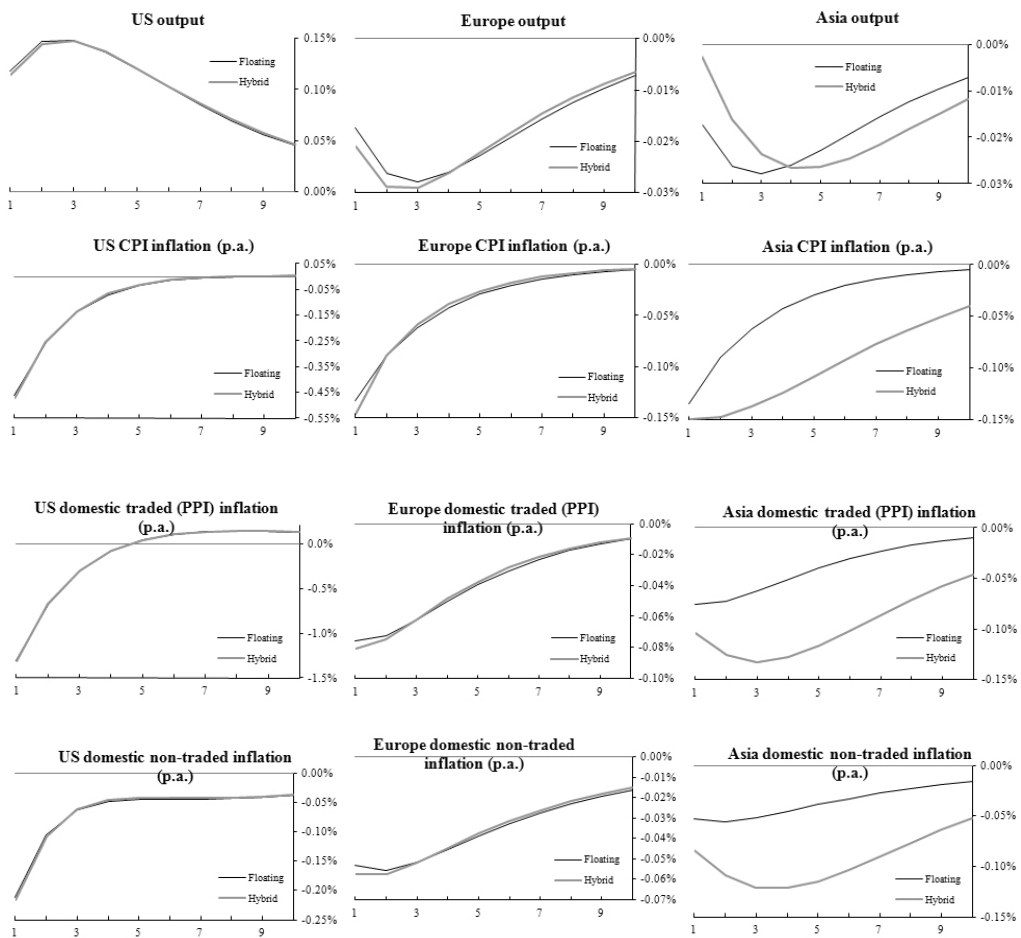 US output
0.15%
0.10%
0.05%
0.00%
Floating
Hybrid
1 3 5 7 9
Europe output
0.00%
-0.01%
-0.02%
-0.03%
Floating
Hybrid
1 3 5 7 9
Asia output
0.00%
-0.01%
-0.02%
-0.03%
Floating
Hybrid
1 3 5 7 9
US CPI inflation (p.a.)
0.05%
-0.05%
-0.15%
-0.25%
-0.35%
-0.45%
-0.55%
Floating
Hybrid
1 3 5 7 9
Europe CPI inflation (p.a.)
0.00%
-0.05%
-0.10%
-0.15%
Floating
Hybrid
1 3 5 7 9
Asia CPI inflation (p.a.)
0.00%
-0.05%
-0.10%
-0.15%
Floating
Hybrid
1 3 5 7 9
US domestic traded (PPI) inflation
(p.a.)
0.0%
-0.5%
-1.0%
-1.5%
Floating
Hybrid
1 3 5 7 9
Europe domestic traded (PPI)
inflation (p.a.)
0.00%
-0.02%
-0.04%
-0.06%
-0.08%
-0.10%
Floating
Hybrid
1 3 5 7 9
Asia domestic traded (PPI) inflation
(p.a.)
0.00%
-0.05%
-0.10%
-0.15%
Floating
Hybrid
1 3 5 7 9
US domestic non-traded inflation
(p.a.)
0.00%
-0.05%
-0.10%
-0.15%
-0.20%
-0.25%
Floating
Hybrid
1 3 5 7 9
Europe domestic non-traded
inflation (p.a.)
0.00%
-0.01%
-0.02%
-0.03%
-0.04%
-0.05%
-0.06%
-0.07%
Floating
Hybrid
1 3 5 7 9
Asia domestic non-traded inflation
(p.a.)
0.00%
-0.05%
-0.10%
-0.15%
Floating
Hybrid
1 3 5 7 9